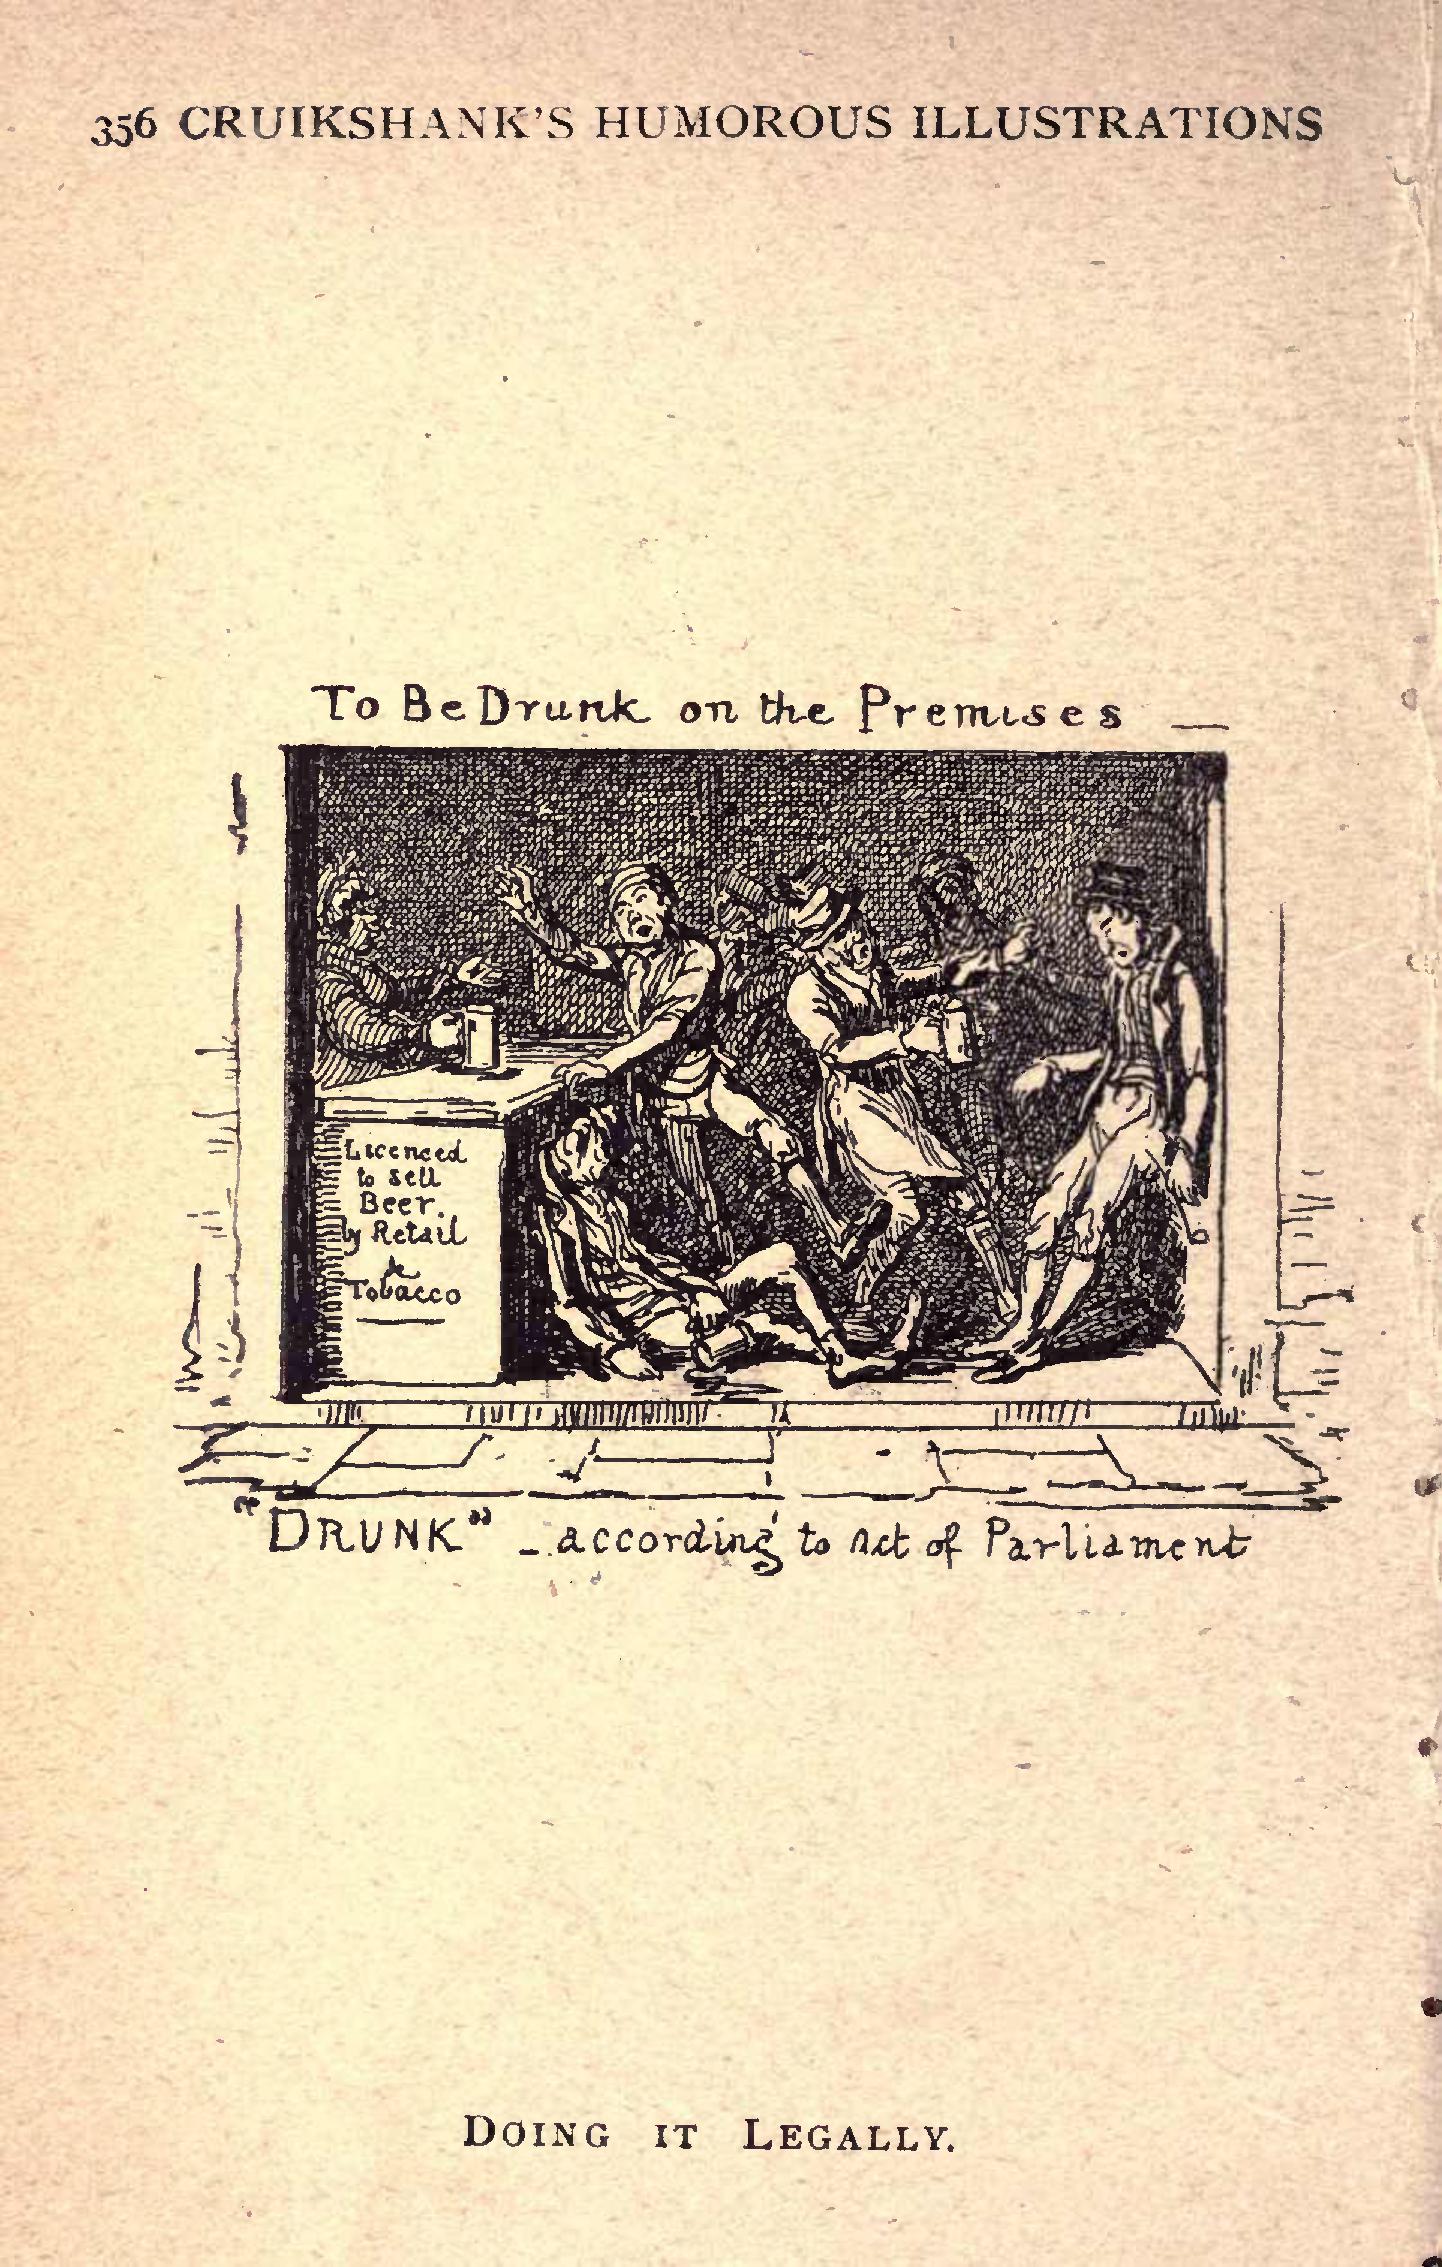 356 CRUIKSHANK'S HUMOROUS ILLUSTRATIONS
To Be Drunk on the Premises —
Licenced
to sell
Beer.
by Retail
&
Tobacco
"DRUNK" - according to Act of Parliament
DOING IT LEGALLY.